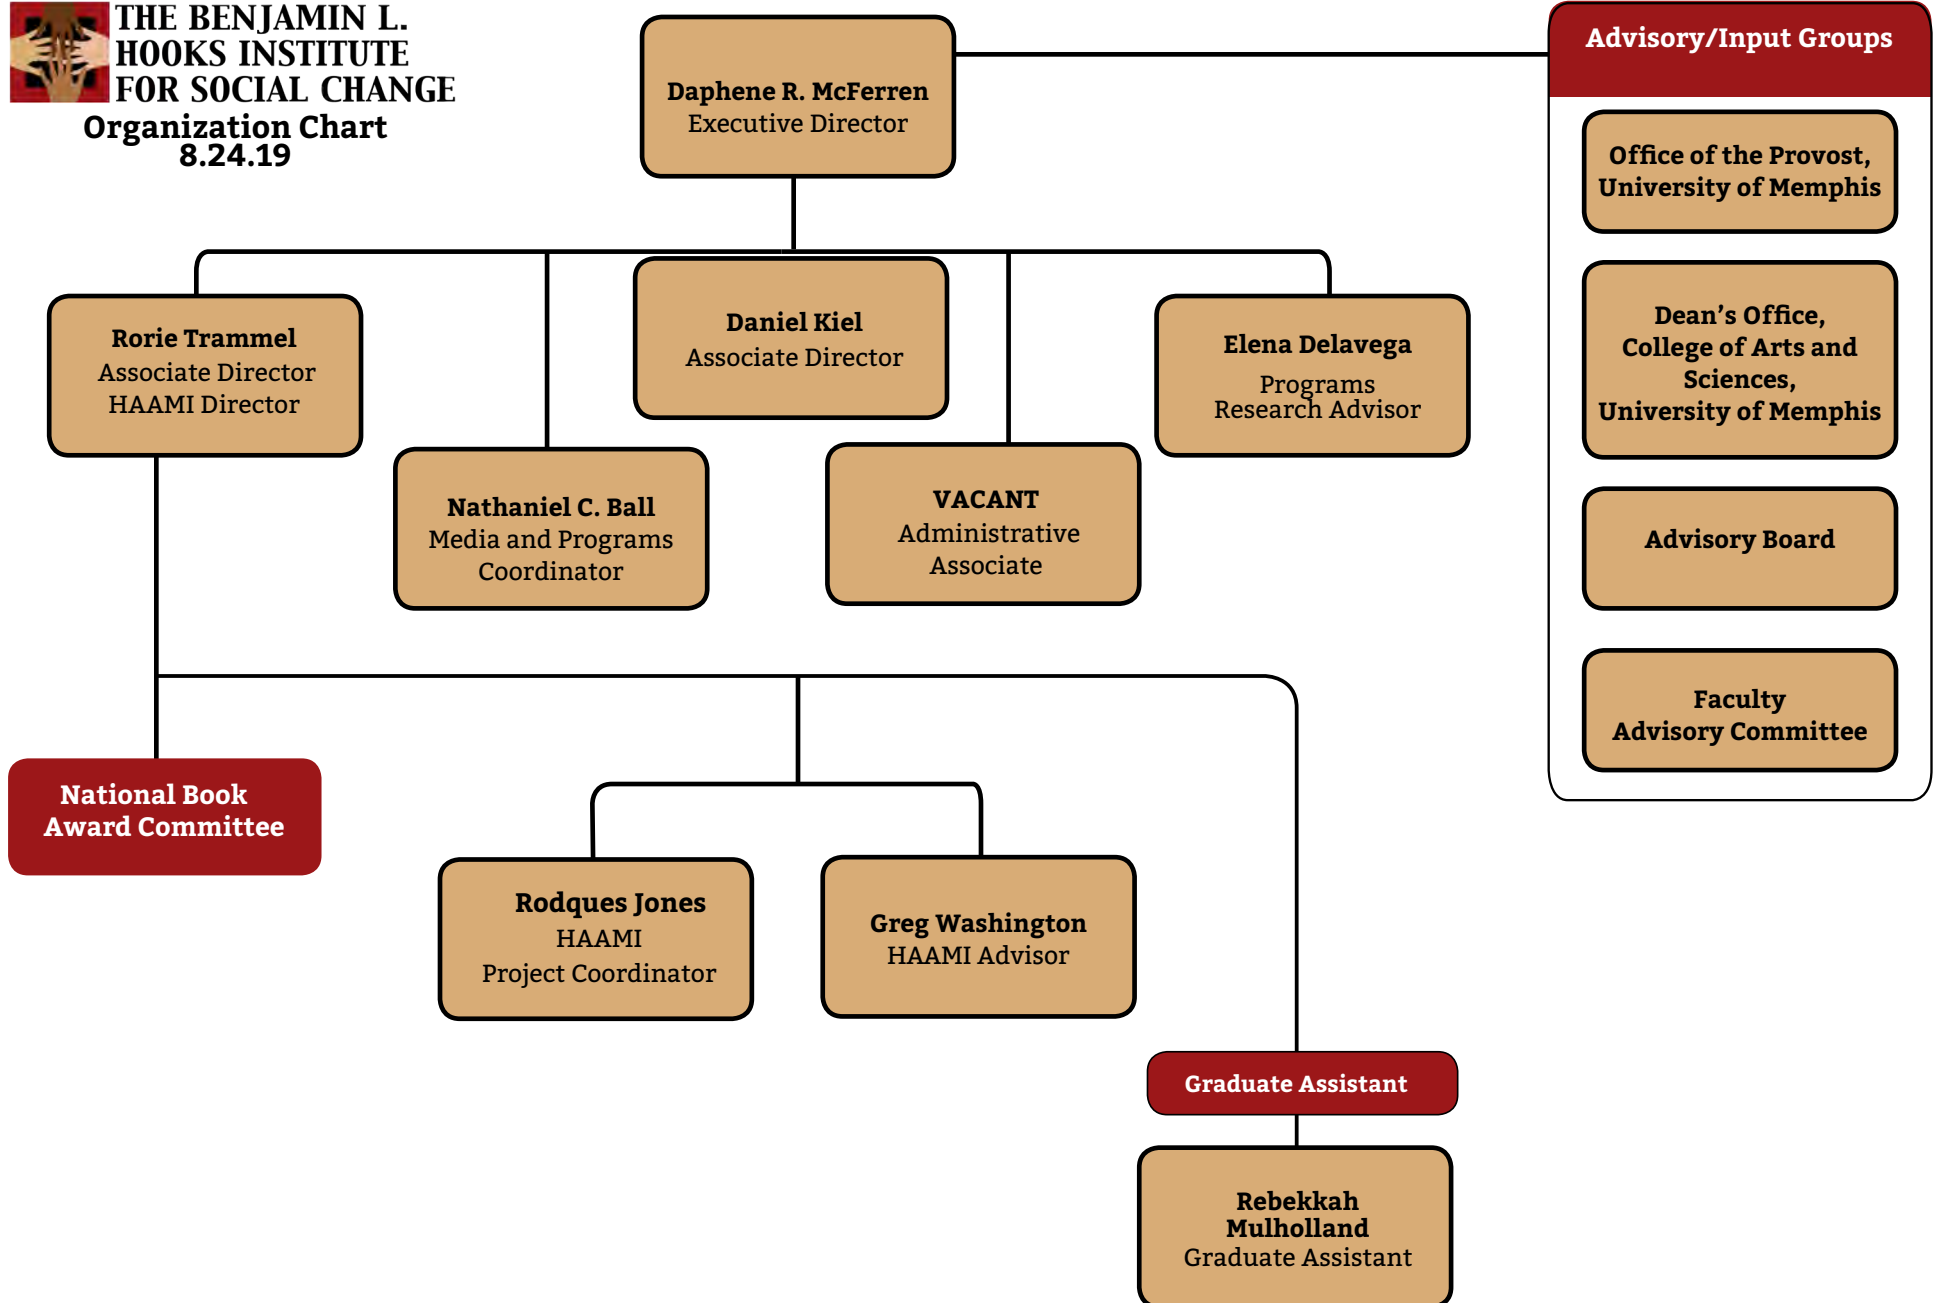 THE BENJAMIN L.
HOOKS INSTITUTE
FOR SOCIAL CHANGE
Organization Chart
8.24.19
Daphene R. McFerren
Executive Director
Advisory/Input Groups
Office of the Provost,
University of Memphis
Dean’s Office,
College of Arts and
Sciences,
University of Memphis
Advisory Board
Faculty
Advisory Committee
Rorie Trammel
Associate Director
HAAMI Director
Daniel Kiel
Associate Director
Elena Delavega
Programs
Research Advisor
Nathaniel C. Ball
Media and Programs
Coordinator
VACANT
Administrative
Associate
National Book
Award Committee
Rodques Jones
HAAMI
Project Coordinator
Greg Washington
HAAMI Advisor
Graduate Assistant
Rebekkah
Mulholland
Graduate Assistant